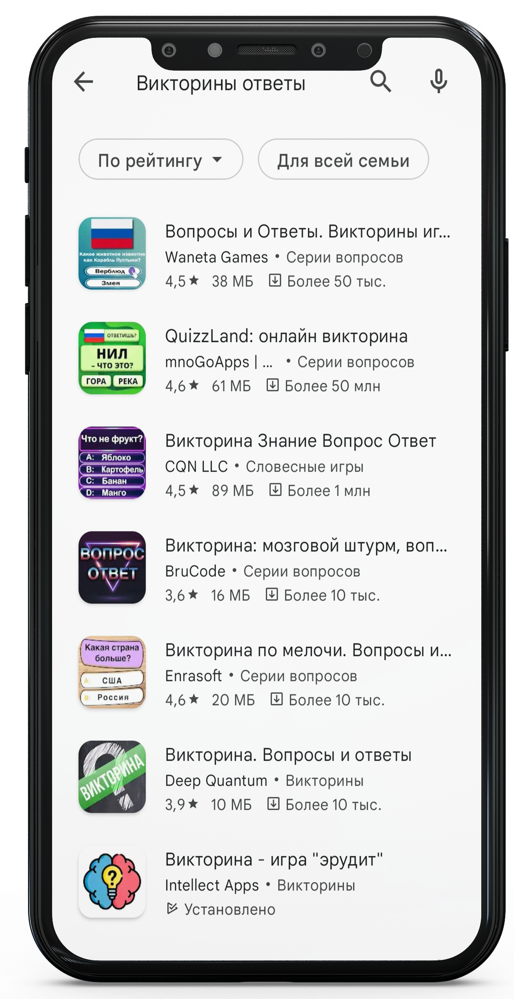 Викторины ответы
По рейтингу
Для всей семьи
Какое животное известно
как Корабль Пустыни?
Верблюд
Змея
Вопросы и Ответы. Викторины иг...
Waneta Games • Серии вопросов
4,5★ 38 МБ Более 50 тыс.
ОТВЕТИШЬ?
НИЛ
- ЧТО ЭТО?
ГОРА РЕКА
QuizzLand: онлайн викторина
mnoGoApps | ... • Серии вопросов
4,6★ 61 МБ Более 50 млн
Что не фрукт?
A: Яблоко
B: Картофель
C: Банан
D: Манго
Викторина Знание Вопрос Ответ
CQN LLC • Словесные игры
4,5★ 89 МБ Более 1 млн
ВОПРОС
ОТВЕТ
Викторина: мозговой штурм, воп...
BruCode • Серии вопросов
3,6★ 16 МБ Более 10 тыс.
Какая страна
больше?
A: США
B: Россия
Викторина по мелочи. Вопросы и...
Enrasoft • Серии вопросов
4,6★ 20 МБ Более 10 тыс.
?
ВИКТОРИНА
Викторина. Вопросы и ответы
Deep Quantum • Викторины
3,9★ 10 МБ Более 10 тыс.
?
Викторина - игра "эрудит"
Intellect Apps • Викторины
Установлено